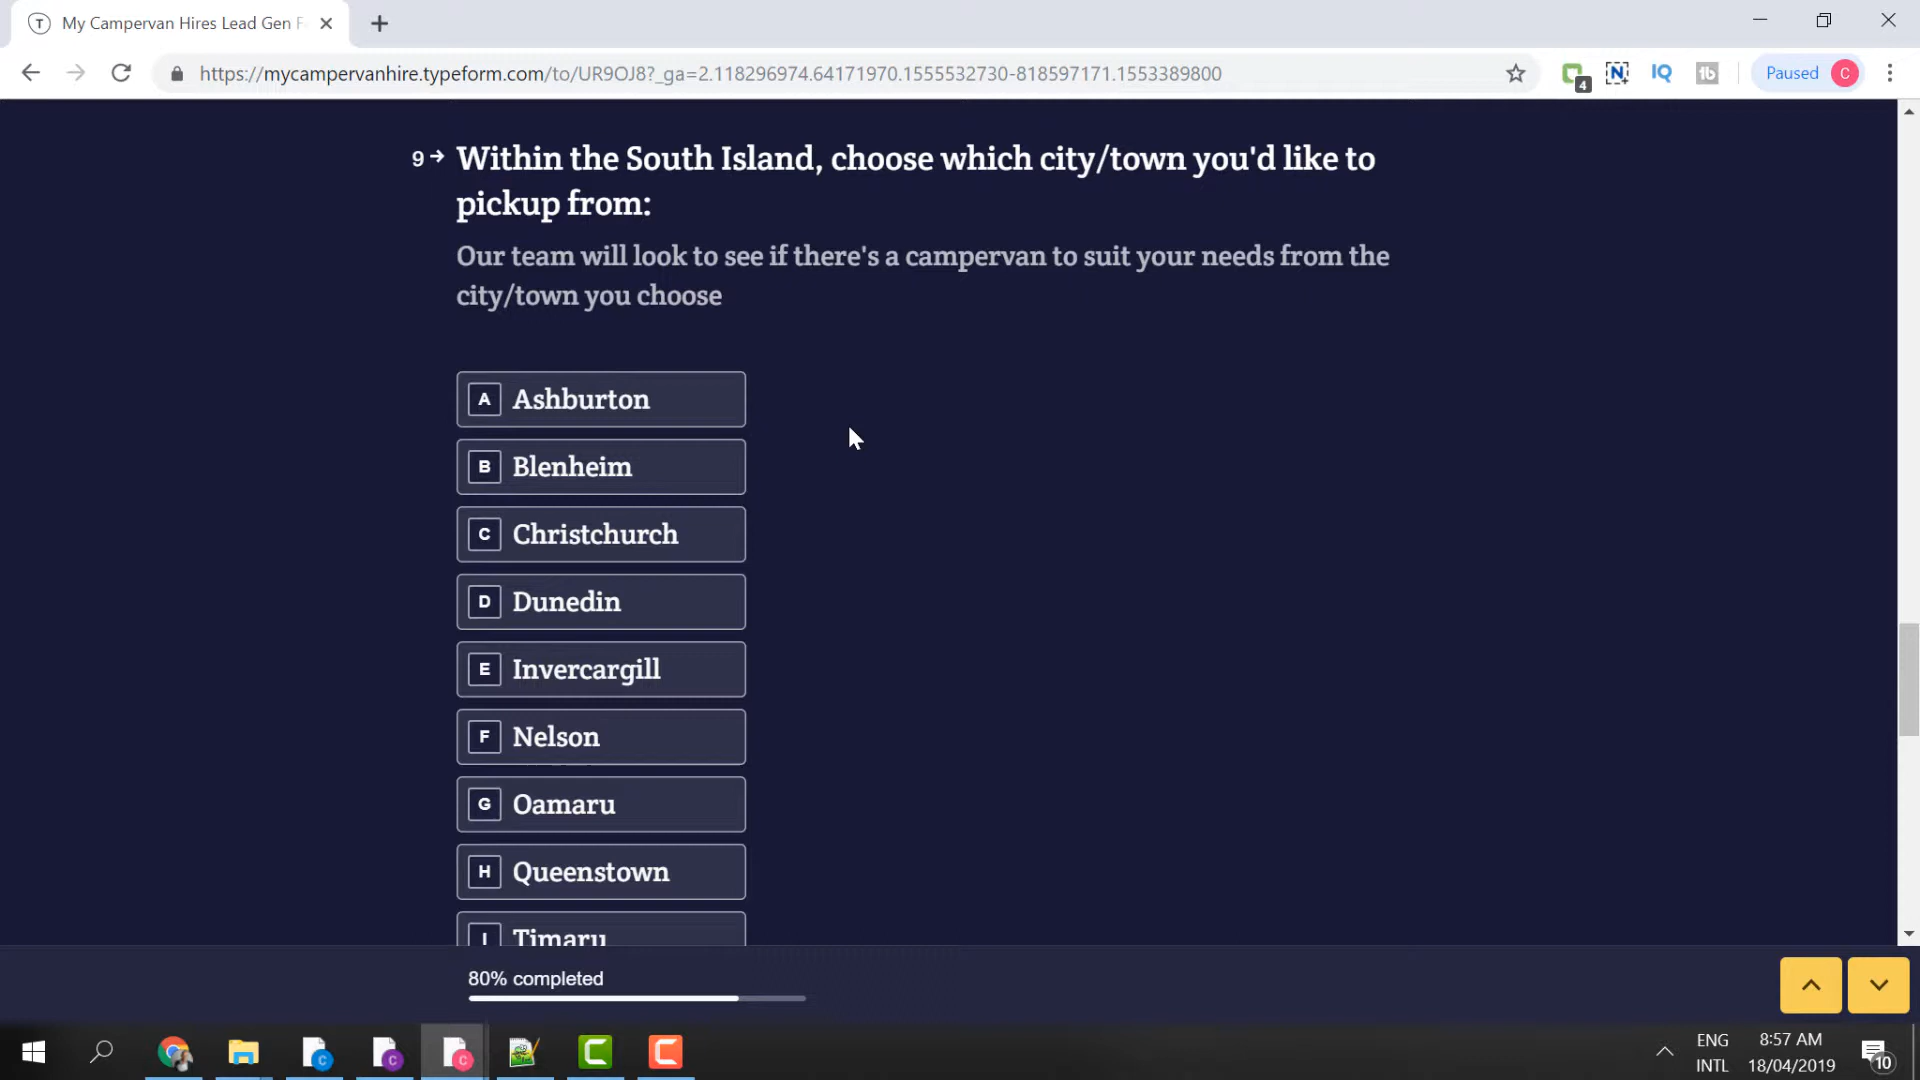 My Campervan Hires Lead Gen F
https://mycampervanhire.typeform.com/to/UR9OJ8?_ga=2.118296974.64171970.1555532730-818597171.1553389800
4
N
IQ
tb
Paused
C
9 Within the South Island, choose which city/town you'd like to
pickup from:
Our team will look to see if there's a campervan to suit your needs from the
city/town you choose
A Ashburton
B Blenheim
C Christchurch
D Dunedin
E Invercargill
F Nelson
G Oamaru
H Queenstown
I Timaru
80% completed
ENG
INTL
8:57 AM
18/04/2019
10